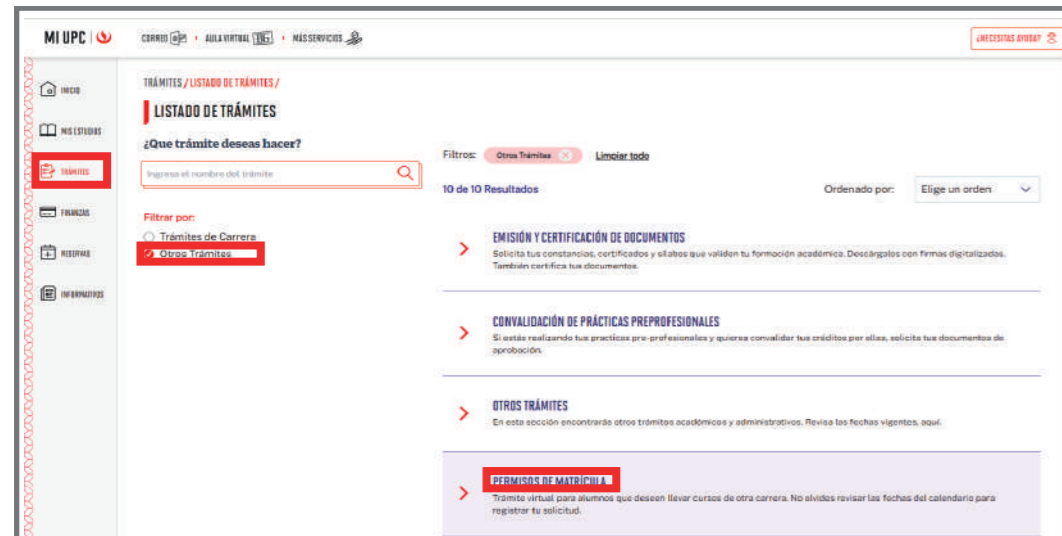 MI UPC
CORREO
AULA VIRTUAL
MÁS SERVICIOS
¿NECESITAS AYUDA?
INICIO
MIS ESTUDIOS
TRÁMITES
FINANZAS
RESERVAS
INFORMATIVOS
TRÁMITES / LISTADO DE TRÁMITES /
LISTADO DE TRÁMITES
¿Que trámite deseas hacer?
Ingresa el nombre del trámite
Filtrar por:
Trámites de Carrera
Otros Trámites
Filtros: Otros Trámites Limpiar todo
10 de 10 Resultados
Ordenado por: Elige un orden
EMISIÓN Y CERTIFICACIÓN DE DOCUMENTOS
Solicita tus constancias, certificados y sílabos que validen tu formación académica. Descárgalos con firmas digitalizadas.
También certifica tus documentos.
CONVALIDACIÓN DE PRÁCTICAS PREPROFESIONALES
Si estás realizando tus practicas pre-profesionales y quieres convalidar tus créditos por ellas, solicita tus documentos de
aprobación.
OTROS TRÁMITES
En esta sección encontrarás otros trámites académicos y administrativos. Revisa las fechas vigentes, aquí.
PERMISOS DE MATRÍCULA
Trámite virtual para alumnos que deseen llevar cursos de otra carrera. No olvides revisar las fechas del calendario para
registrar tu solicitud.